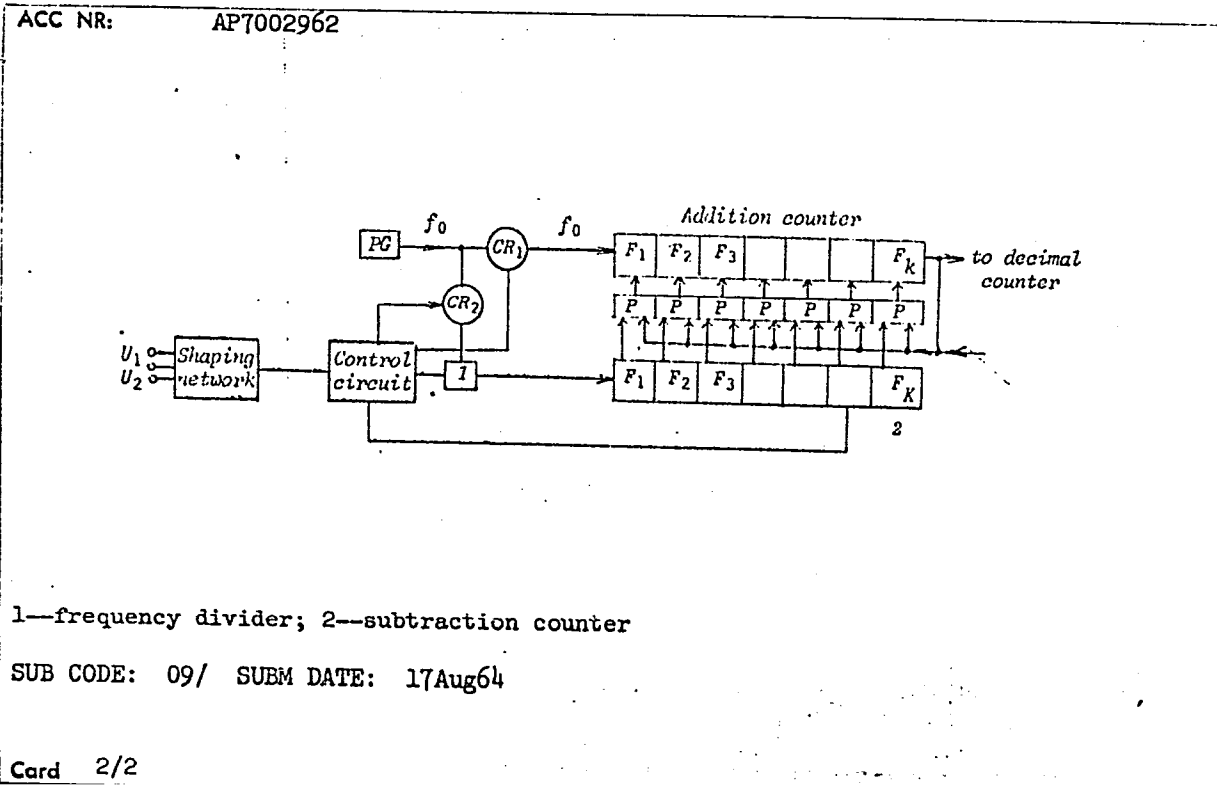 ACC NR: AP7002962
Addition counter
PG f0 CR1 f0 F1 F2 F3 Fk to decimal
counter
CR2 P P P P P P P
U1 Shaping Control
U2 network circuit 1 F1 F2 F3 FK
2
1—frequency divider; 2—subtraction counter
SUB CODE: 09/ SUBM DATE: 17Aug64
Card 2/2